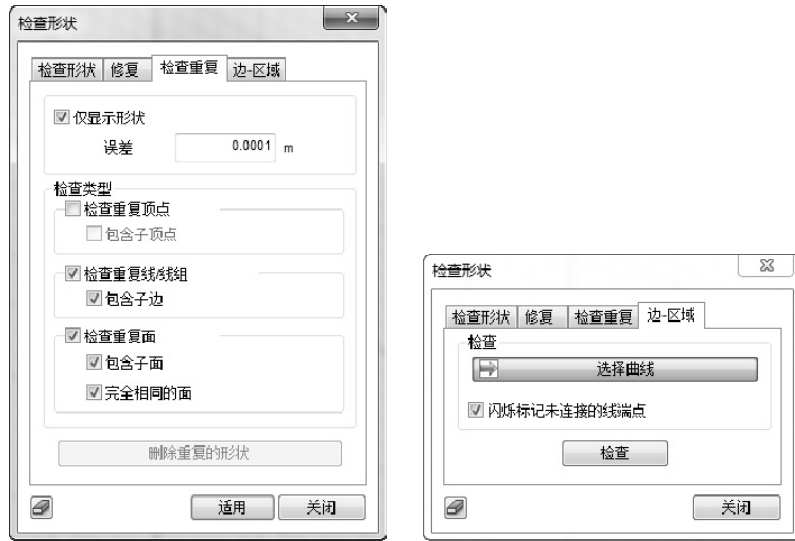 检查形状
检查形状 修复 检查重复 边-区域
仅显示形状
误差 0.0001 m
检查类型
检查重复顶点
包含子顶点
检查重复线/线组
包含子边
检查重复面
包含子面
完全相同的面
删除重复的形状
适用 关闭
检查形状
检查形状 修复 检查重复 边-区域
检查
选择曲线
闪烁标记未连接的线端点
检查
关闭